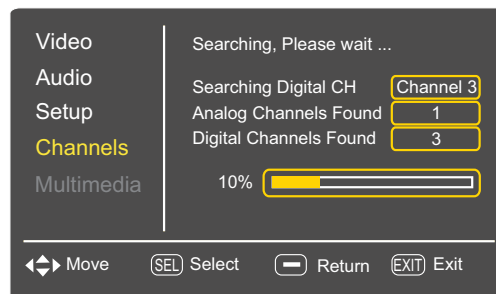 Video
Audio
Setup
Channels
Multimedia
Searching, Please wait ...
Searching Digital CH Channel 3
Analog Channels Found 1
Digital Channels Found 3
10%
Move SEL Select Return EXIT Exit